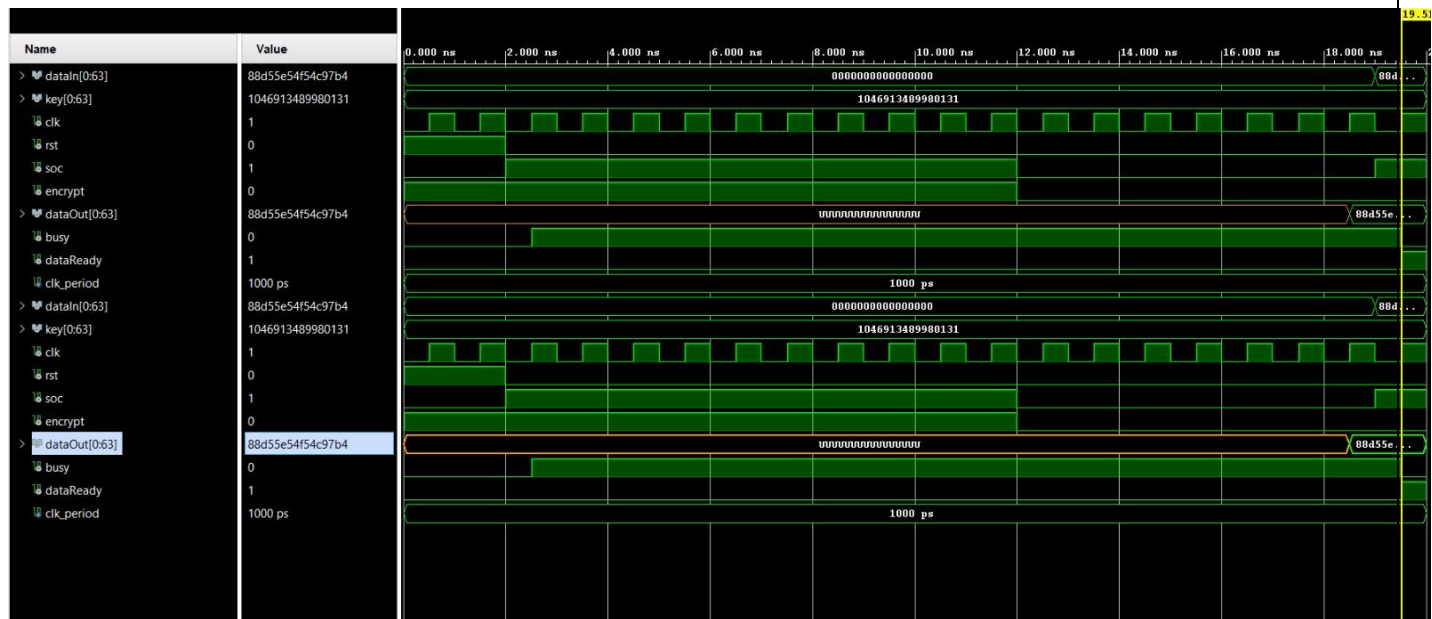 19.51
Name Value 0.000 ns 2.000 ns 4.000 ns 6.000 ns 8.000 ns 10.000 ns 12.000 ns 14.000 ns 16.000 ns 18.000 ns 2
> dataIn[0:63] 88d55e54f54c97b4 0000000000000000 88d...
> key[0:63] 1046913489980131 1046913489980131
clk 1
rst 0
soc 1
encrypt 0
> dataOut[0:63] 88d55e54f54c97b4 UUUUUUUUUUUUUUUU 88d55e...
busy 0
dataReady 1
clk_period 1000 ps 1000 ps
> dataIn[0:63] 88d55e54f54c97b4 0000000000000000 88d...
> key[0:63] 1046913489980131 1046913489980131
clk 1
rst 0
soc 1
encrypt 0
> dataOut[0:63] 88d55e54f54c97b4 UUUUUUUUUUUUUUUU 88d55e...
busy 0
dataReady 1
clk_period 1000 ps 1000 ps